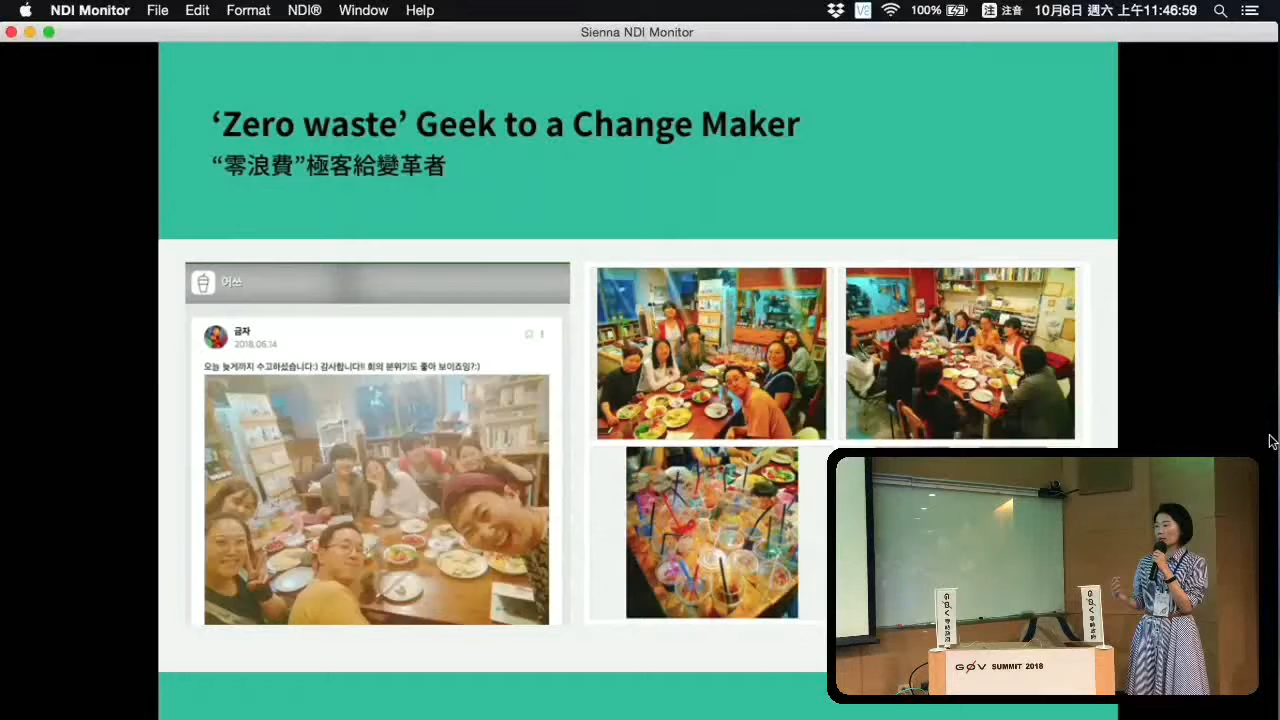 NDI Monitor File Edit Format NDI® Window Help 100% 注音 10月6日 週六 上午11:46:59
Sienna NDI Monitor
‘Zero waste’ Geek to a Change Maker
“零浪費”極客給變革者
어쓰
금자
2018.06.14
오늘 늦게까지 수고하셨습니다:) 감사합니다!! 회의 분위기도 좋아 보이죠잉?:)
G0V SUMMIT 2018